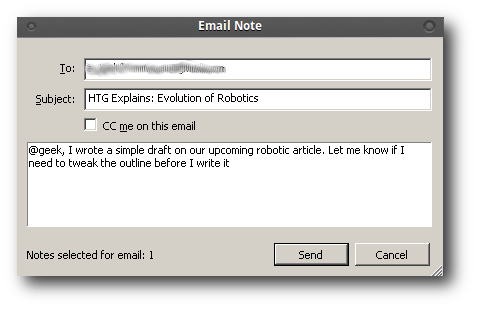 Email Note
To:
Subject: HTG Explains: Evolution of Robotics
CC me on this email
@geek, I wrote a simple draft on our upcoming robotic article. Let me know if I
need to tweak the outline before I write it
Notes selected for email: 1
Send Cancel